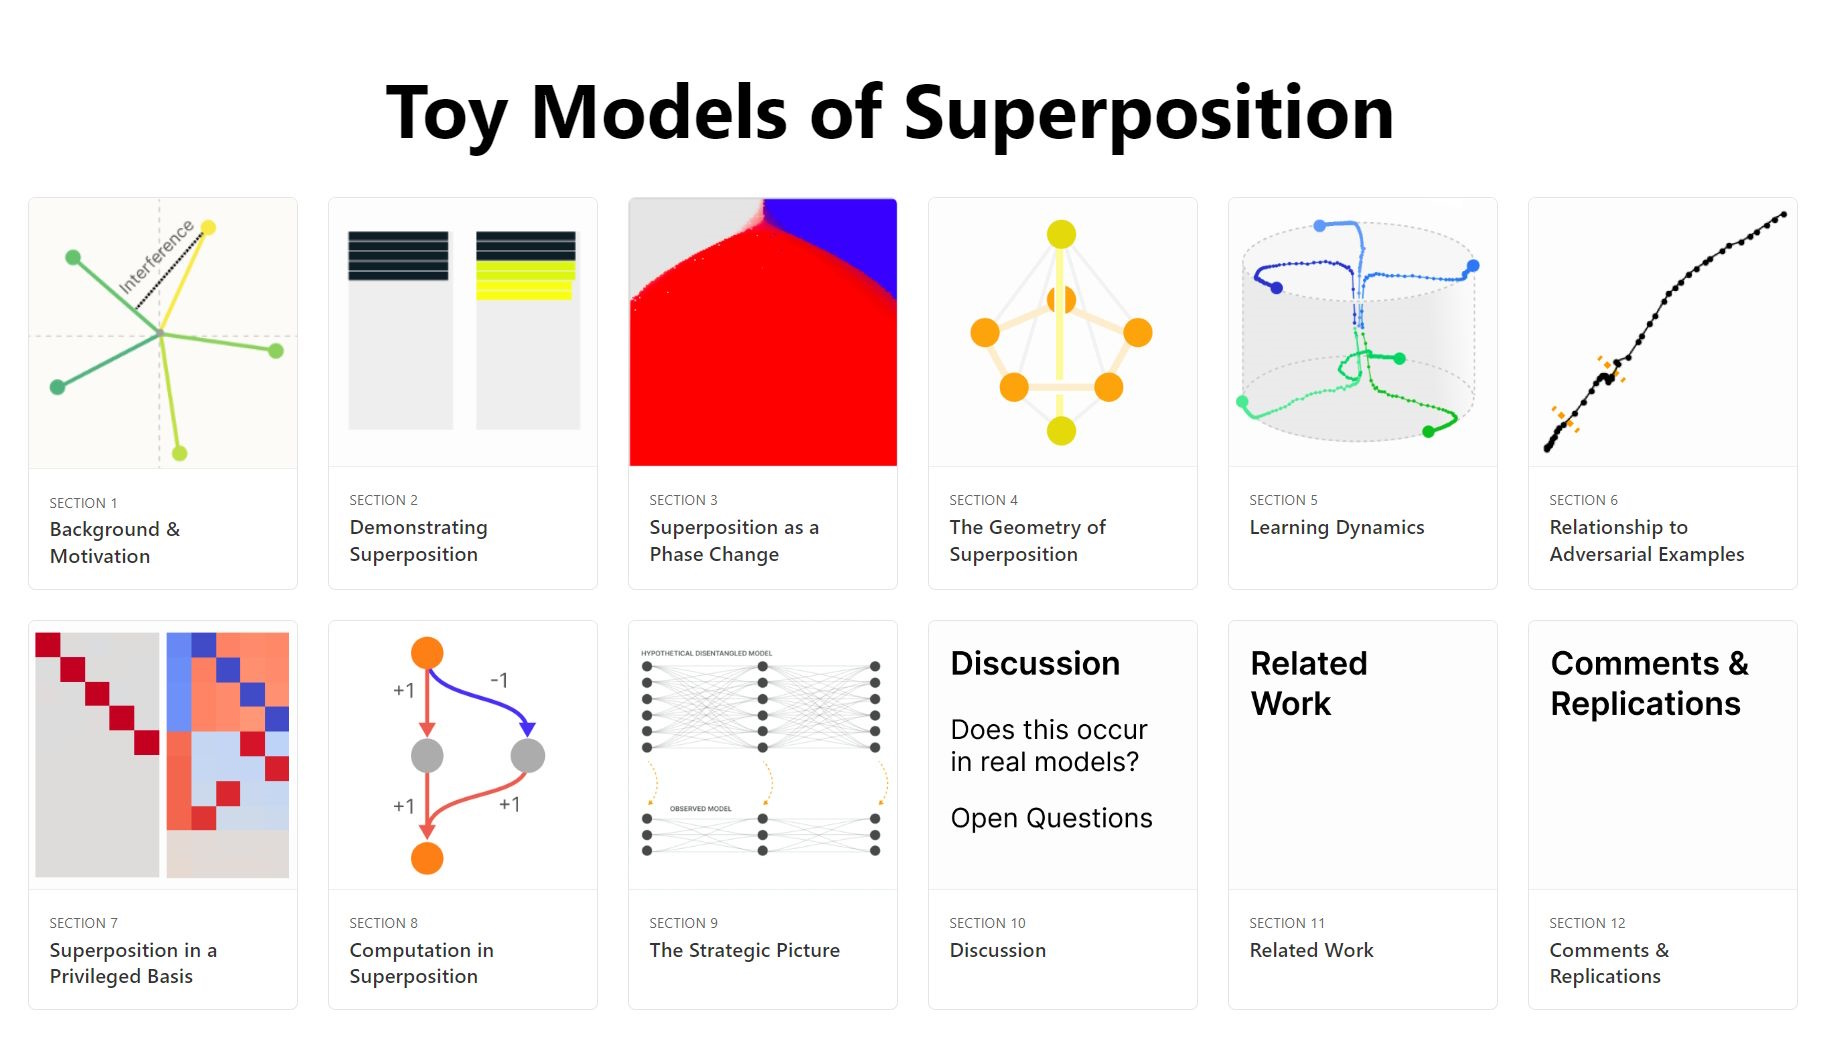 Toy Models of Superposition
Interference
SECTION 1
Background &
Motivation
SECTION 2
Demonstrating
Superposition
SECTION 3
Superposition as a
Phase Change
SECTION 4
The Geometry of
Superposition
SECTION 5
Learning Dynamics
SECTION 6
Relationship to
Adversarial Examples
SECTION 7
Superposition in a
Privileged Basis
+1
-1
+1
+1
SECTION 8
Computation in
Superposition
HYPOTHETICAL DISENTANGLED MODEL
OBSERVED MODEL
SECTION 9
The Strategic Picture
Discussion
Does this occur
in real models?
Open Questions
SECTION 10
Discussion
Related
Work
SECTION 11
Related Work
Comments &
Replications
SECTION 12
Comments &
Replications